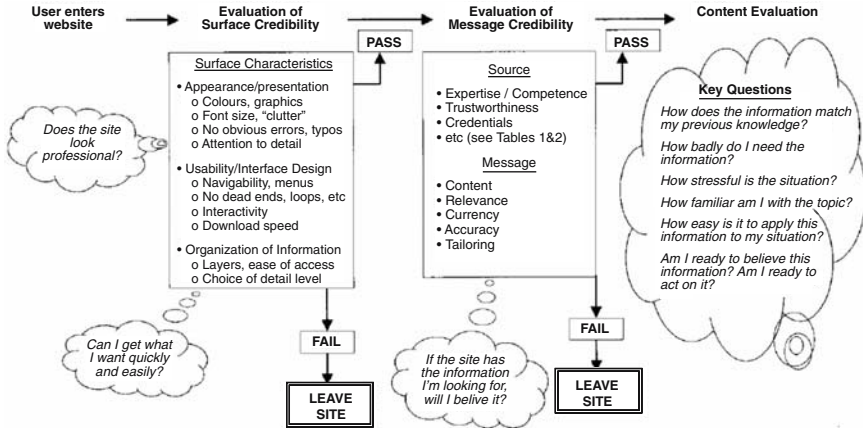 User enters
website
Evaluation of
Surface Credibility
Evaluation of
Message Credibility
Content Evaluation
PASS
PASS
Surface Characteristics
• Appearance/presentation
o Colours, graphics
o Font size, “clutter”
o No obvious errors, typos
o Attention to detail
• Usability/Interface Design
o Navigability, menus
o No dead ends, loops, etc
o Interactivity
o Download speed
• Organization of Information
o Layers, ease of access
o Choice of detail level
Does the site
look
professional?
Can I get what
I want quickly
and easily?
FAIL
LEAVE
SITE
Source
• Expertise / Competence
• Trustworthiness
• Credentials
• etc (see Tables 1&2)
Message
• Content
• Relevance
• Currency
• Accuracy
• Tailoring
If the site has
the information
I'm looking for,
will I belive it?
FAIL
LEAVE
SITE
Key Questions
How does the information match
my previous knowledge?
How badly do I need the
information?
How stressful is the situation?
How familiar am I with the topic?
How easy is it to apply this
information to my situation?
Am I ready to believe this
information? Am I ready to
act on it?